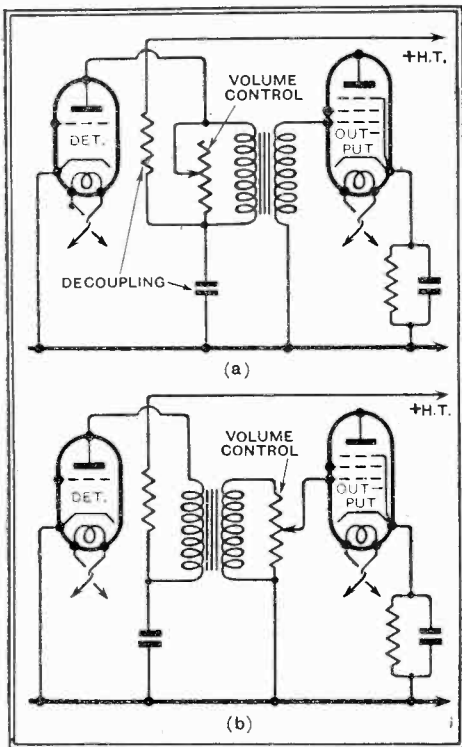 +H.T.
VOLUME
CONTROL
DET.
OUT-
PUT
DECOUPLING
(a)
+H.T.
VOLUME
CONTROL
DET.
OUT-
PUT
(b)